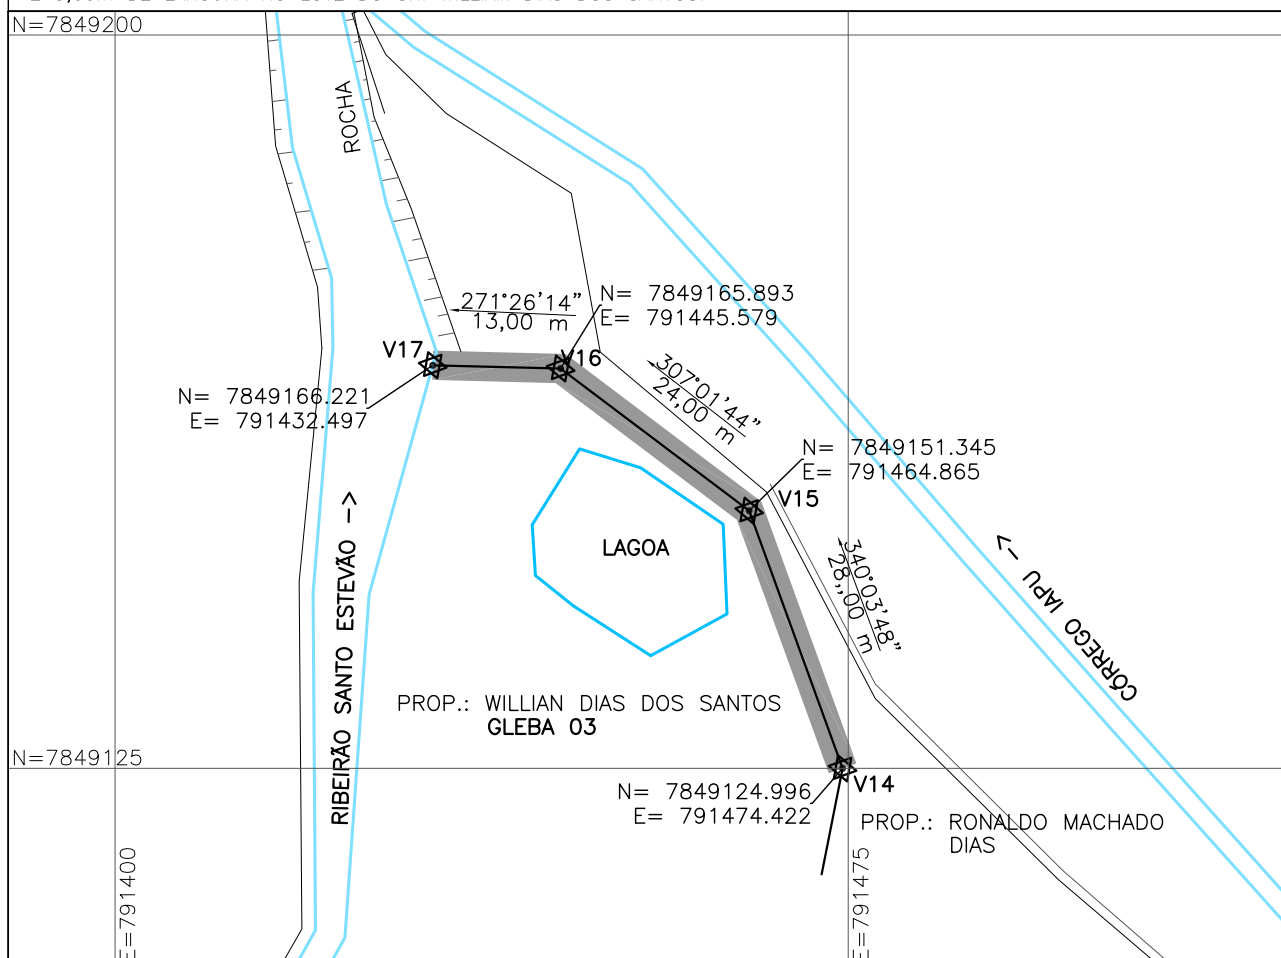 N=7849200
ROCHA
271°26'14"
13,00 m
N= 7849165.893
E= 791445.579
V17
V16
N= 7849166.221
E= 791432.497
307°01'44"
24,00 m
N= 7849151.345
E= 791464.865
V15
LAGOA
340°03'48"
28,,00 m
CÓRREGO IAPU ->
RIBEIRÃO SANTO ESTEVÃO ->
PROP.: WILLIAN DIAS DOS SANTOS
GLEBA 03
N=7849125
N= 7849124.996
E= 791474.422
V14
PROP.: RONALDO MACHADO
DIAS
E=791400
E=791475